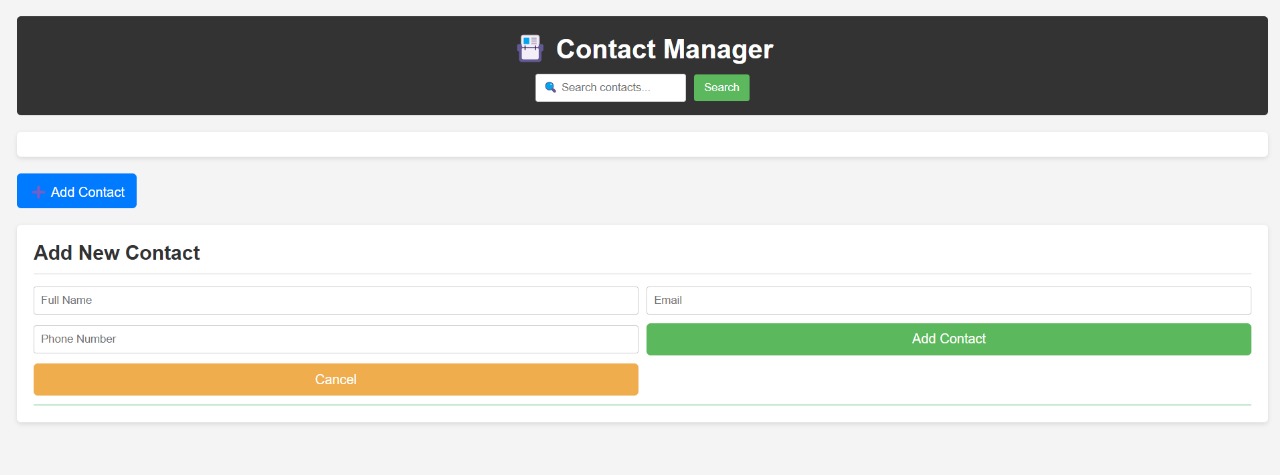 Contact Manager
Search contacts... Search
Add Contact
Add New Contact
Full Name Email
Phone Number Add Contact
Cancel